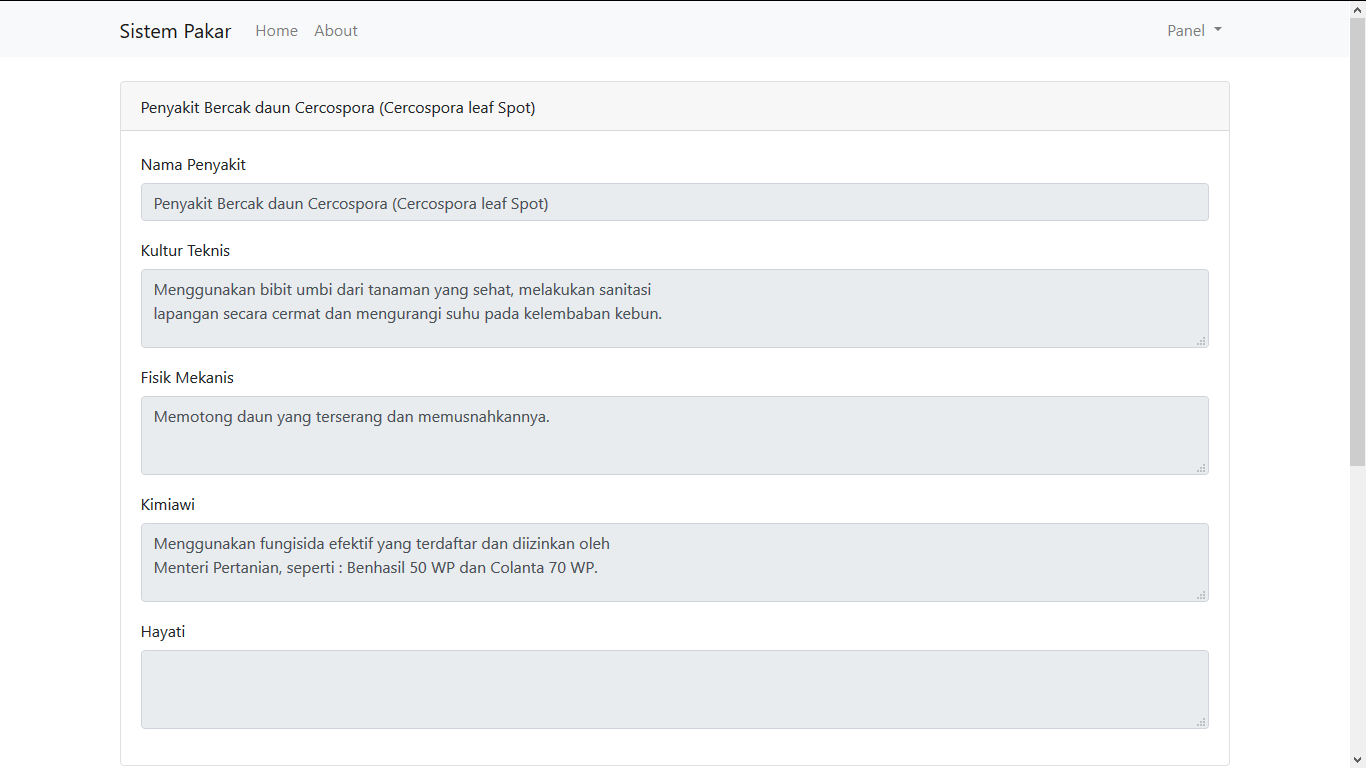 Sistem Pakar Home About Panel
Penyakit Bercak daun Cercospora (Cercospora leaf Spot)
Nama Penyakit
Penyakit Bercak daun Cercospora (Cercospora leaf Spot)
Kultur Teknis
Menggunakan bibit umbi dari tanaman yang sehat, melakukan sanitasi
lapangan secara cermat dan mengurangi suhu pada kelembaban kebun.
Fisik Mekanis
Memotong daun yang terserang dan memusnahkannya.
Kimiawi
Menggunakan fungisida efektif yang terdaftar dan diizinkan oleh
Menteri Pertanian, seperti : Benhasil 50 WP dan Colanta 70 WP.
Hayati